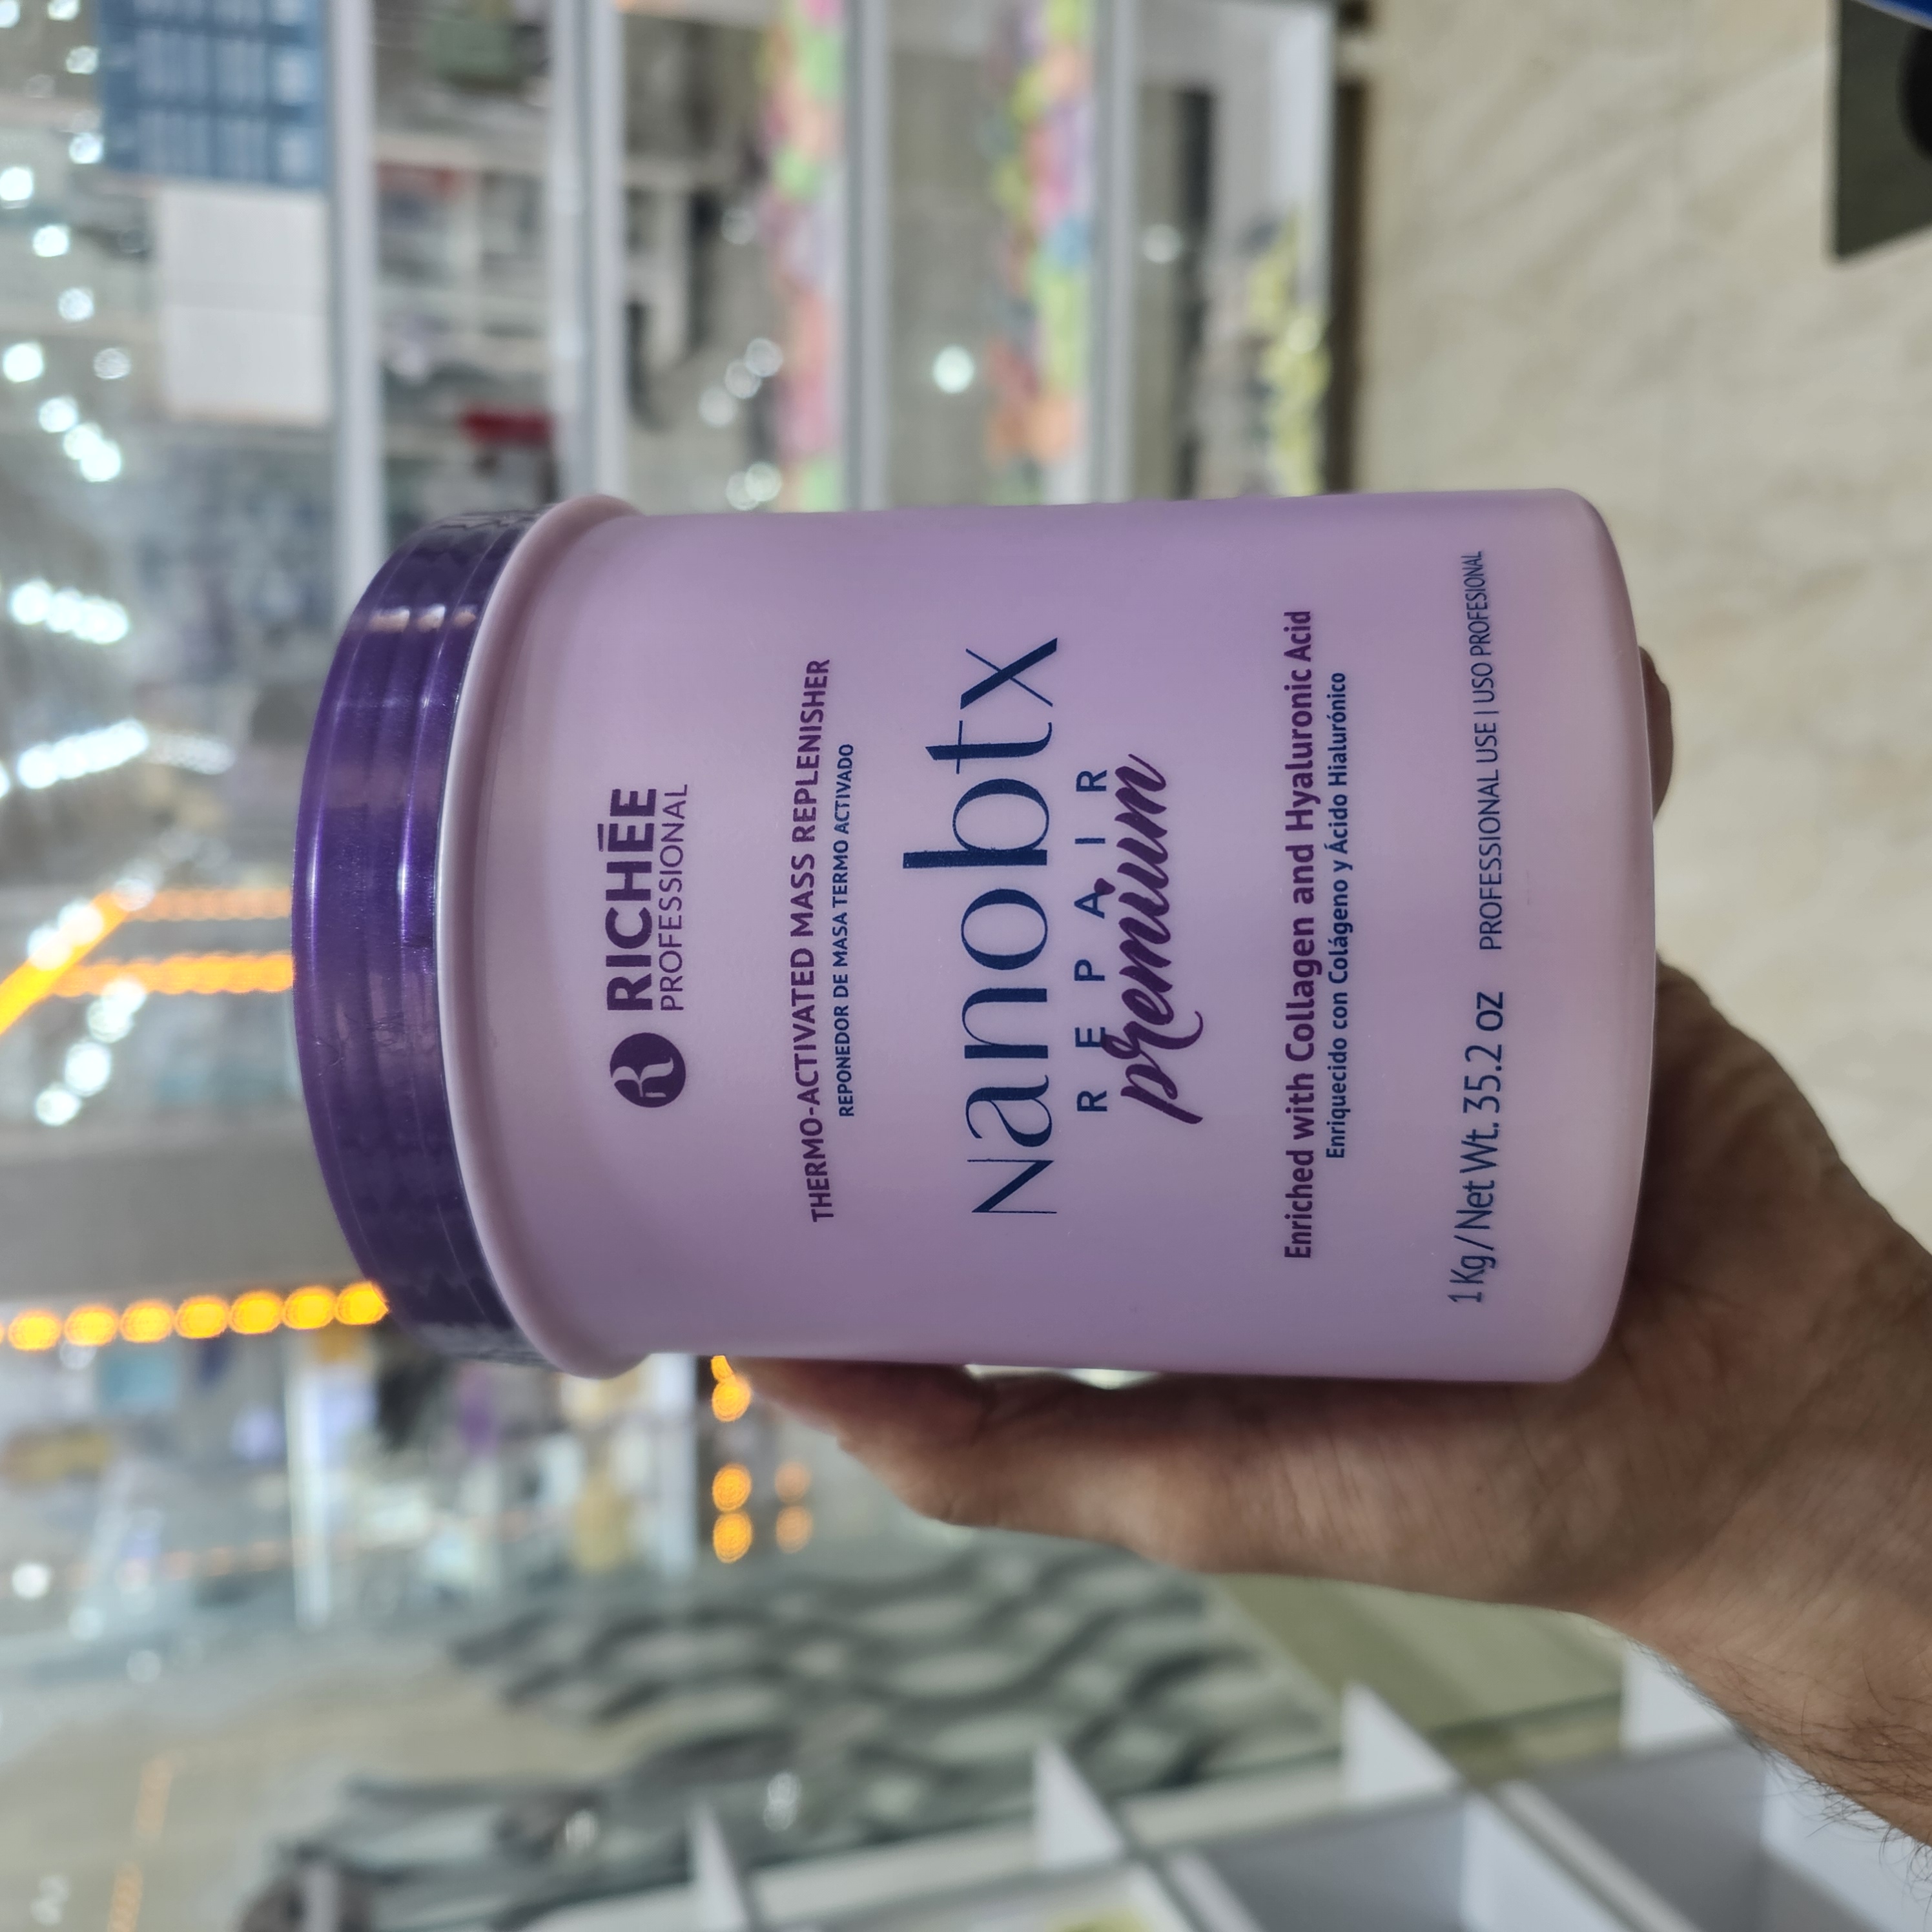 RICHĒE
PROFESSIONAL
THERMO-ACTIVATED MASS REPLENISHER
REPONEDOR DE MASA TERMO ACTIVADO
Nanobtx
REPAIR
premium
Enriched with Collagen and Hyaluronic Acid
Enriquecido con Colágeno y Ácido Hialurónico
1 Kg / Net Wt. 35.2 oz PROFESSIONAL USE | USO PROFESIONAL